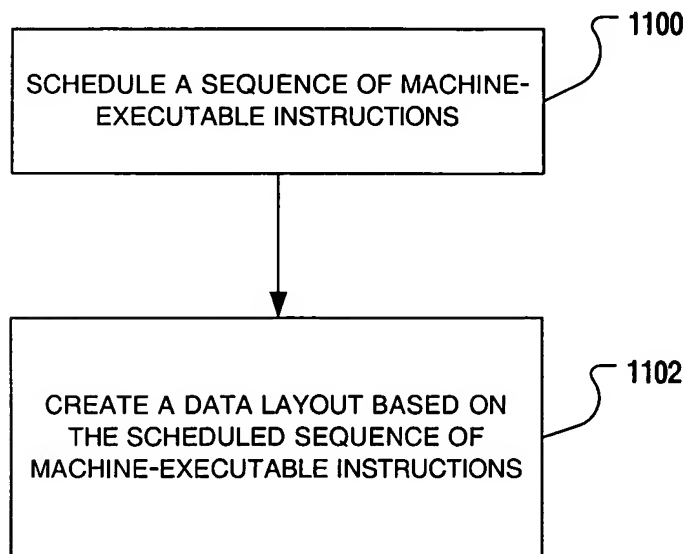 1100
SCHEDULE A SEQUENCE OF MACHINE-
EXECUTABLE INSTRUCTIONS
1102
CREATE A DATA LAYOUT BASED ON
THE SCHEDULED SEQUENCE OF
MACHINE-EXECUTABLE INSTRUCTIONS